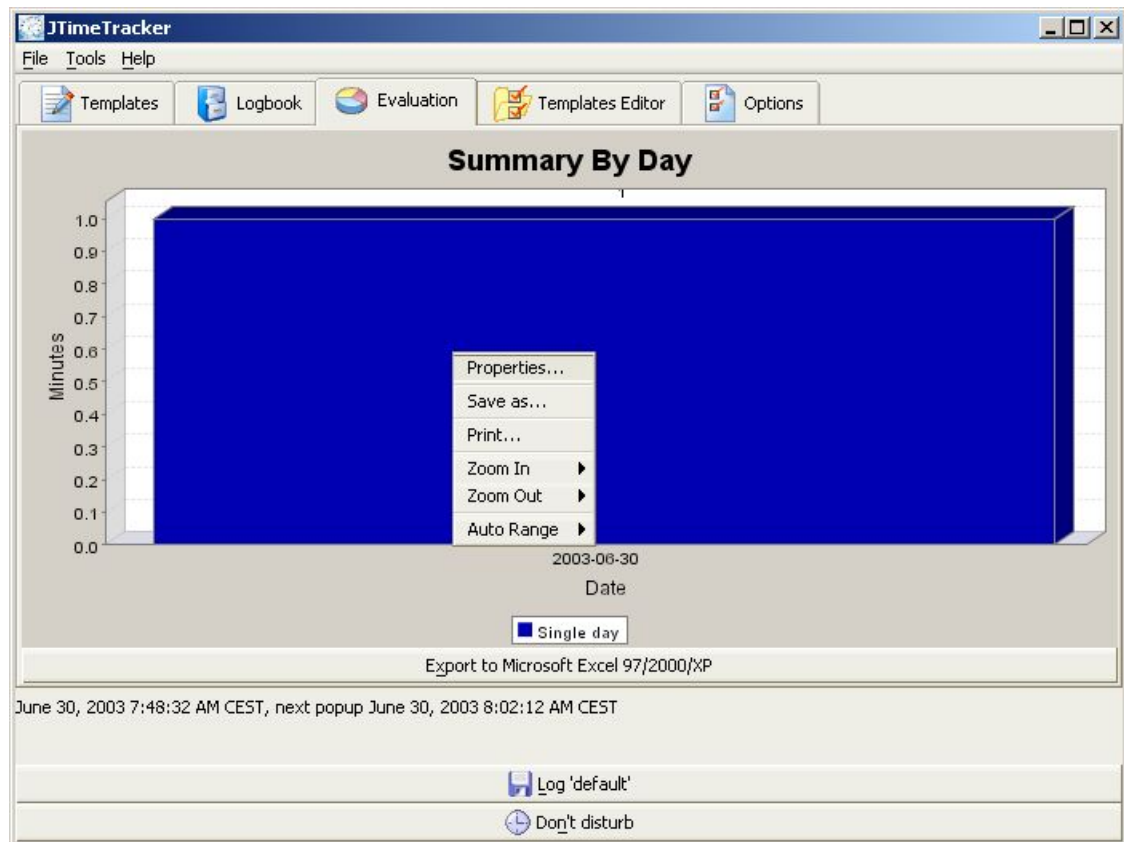 JTimeTracker
File Tools Help
Templates Logbook Evaluation Templates Editor Options
Summary By Day
1.0
0.9
0.8
0.7
0.6
0.5
0.4
0.3
0.2
0.1
0.0
Minutes
Properties...
Save as...
Print...
Zoom In
Zoom Out
Auto Range
2003-06-30
Date
Single day
Export to Microsoft Excel 97/2000/XP
June 30, 2003 7:48:32 AM CEST, next popup June 30, 2003 8:02:12 AM CEST
Log 'default'
Don't disturb